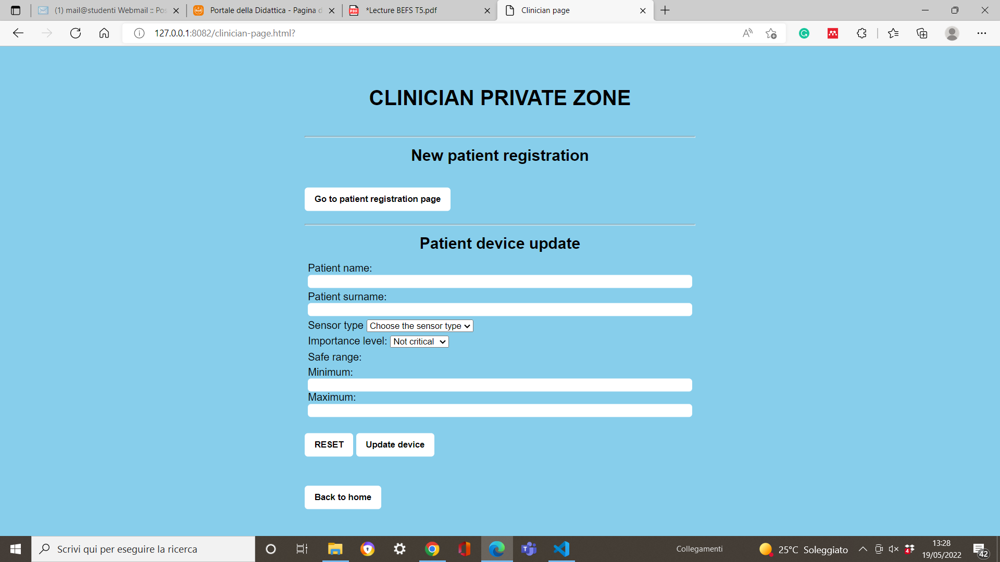 (1) mail@studenti Webmail :: Pos
Portale della Didattica - Pagina d
*Lecture BEFS T5.pdf
Clinician page
127.0.0.1:8082/clinician-page.html?
CLINICIAN PRIVATE ZONE
New patient registration
Go to patient registration page
Patient device update
Patient name:
Patient surname:
Sensor type Choose the sensor type
Importance level: Not critical
Safe range:
Minimum:
Maximum:
RESET Update device
Back to home
Scrivi qui per eseguire la ricerca
Collegamenti
25°C Soleggiato
4
13:28
19/05/2022
42